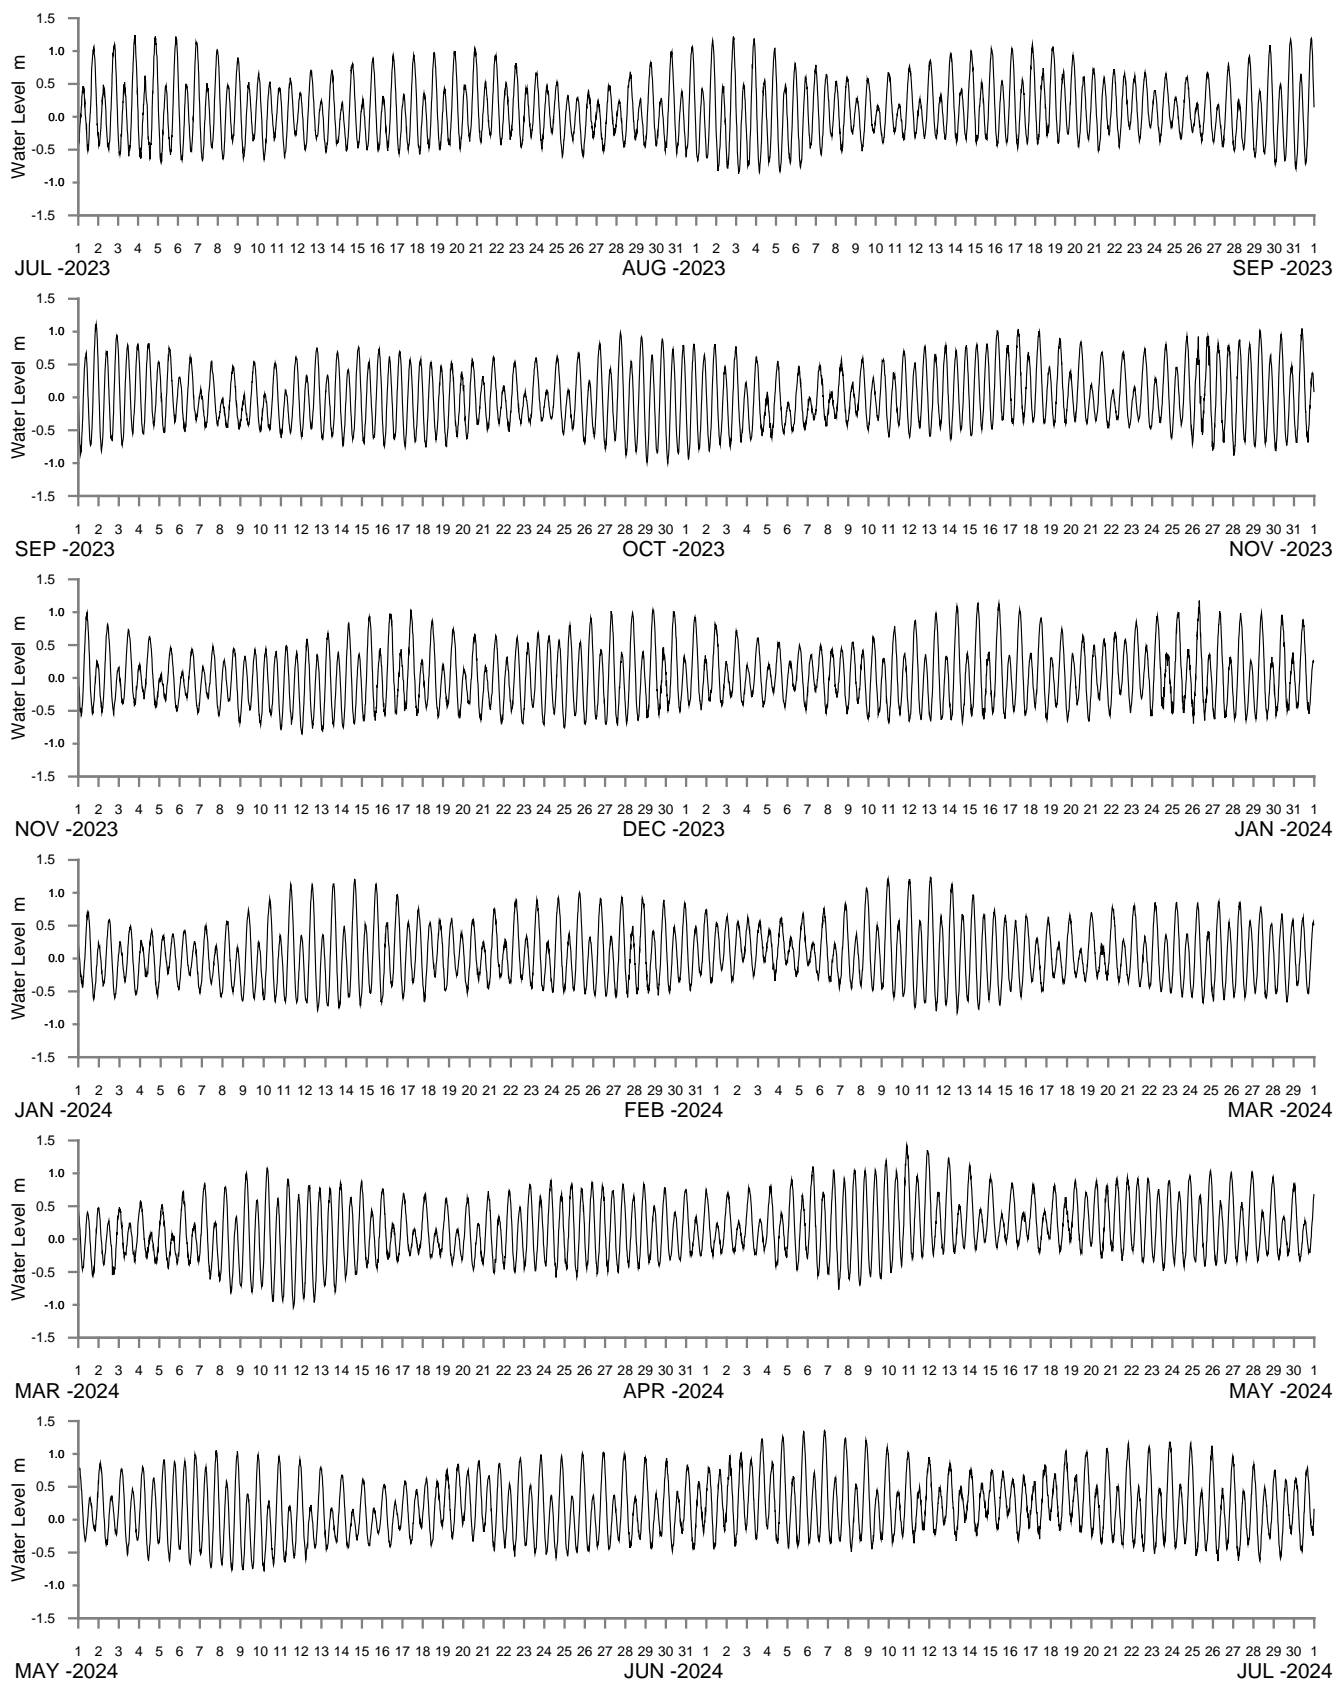 1.5
1.0
0.5
0.0
-0.5
-1.0
-1.5
Water Level m
1 2 3 4 5 6 7 8 9 10 11 12 13 14 15 16 17 18 19 20 21 22 23 24 25 26 27 28 29 30 31 1 2 3 4 5 6 7 8 9 10 11 12 13 14 15 16 17 18 19 20 21 22 23 24 25 26 27 28 29 30 31 1
JUL -2023 AUG -2023 SEP -2023
1.5
1.0
0.5
0.0
-0.5
-1.0
-1.5
Water Level m
1 2 3 4 5 6 7 8 9 10 11 12 13 14 15 16 17 18 19 20 21 22 23 24 25 26 27 28 29 30 1 2 3 4 5 6 7 8 9 10 11 12 13 14 15 16 17 18 19 20 21 22 23 24 25 26 27 28 29 30 31 1
SEP -2023 OCT -2023 NOV -2023
1.5
1.0
0.5
0.0
-0.5
-1.0
-1.5
Water Level m
1 2 3 4 5 6 7 8 9 10 11 12 13 14 15 16 17 18 19 20 21 22 23 24 25 26 27 28 29 30 1 2 3 4 5 6 7 8 9 10 11 12 13 14 15 16 17 18 19 20 21 22 23 24 25 26 27 28 29 30 31 1
NOV -2023 DEC -2023 JAN -2024
1.5
1.0
0.5
0.0
-0.5
-1.0
-1.5
Water Level m
1 2 3 4 5 6 7 8 9 10 11 12 13 14 15 16 17 18 19 20 21 22 23 24 25 26 27 28 29 30 31 1 2 3 4 5 6 7 8 9 10 11 12 13 14 15 16 17 18 19 20 21 22 23 24 25 26 27 28 29 1
JAN -2024 FEB -2024 MAR -2024
1.5
1.0
0.5
0.0
-0.5
-1.0
-1.5
Water Level m
1 2 3 4 5 6 7 8 9 10 11 12 13 14 15 16 17 18 19 20 21 22 23 24 25 26 27 28 29 30 31 1 2 3 4 5 6 7 8 9 10 11 12 13 14 15 16 17 18 19 20 21 22 23 24 25 26 27 28 29 30 1
MAR -2024 APR -2024 MAY -2024
1.5
1.0
0.5
0.0
-0.5
-1.0
-1.5
Water Level m
1 2 3 4 5 6 7 8 9 10 11 12 13 14 15 16 17 18 19 20 21 22 23 24 25 26 27 28 29 30 31 1 2 3 4 5 6 7 8 9 10 11 12 13 14 15 16 17 18 19 20 21 22 23 24 25 26 27 28 29 30 1
MAY -2024 JUN -2024 JUL -2024